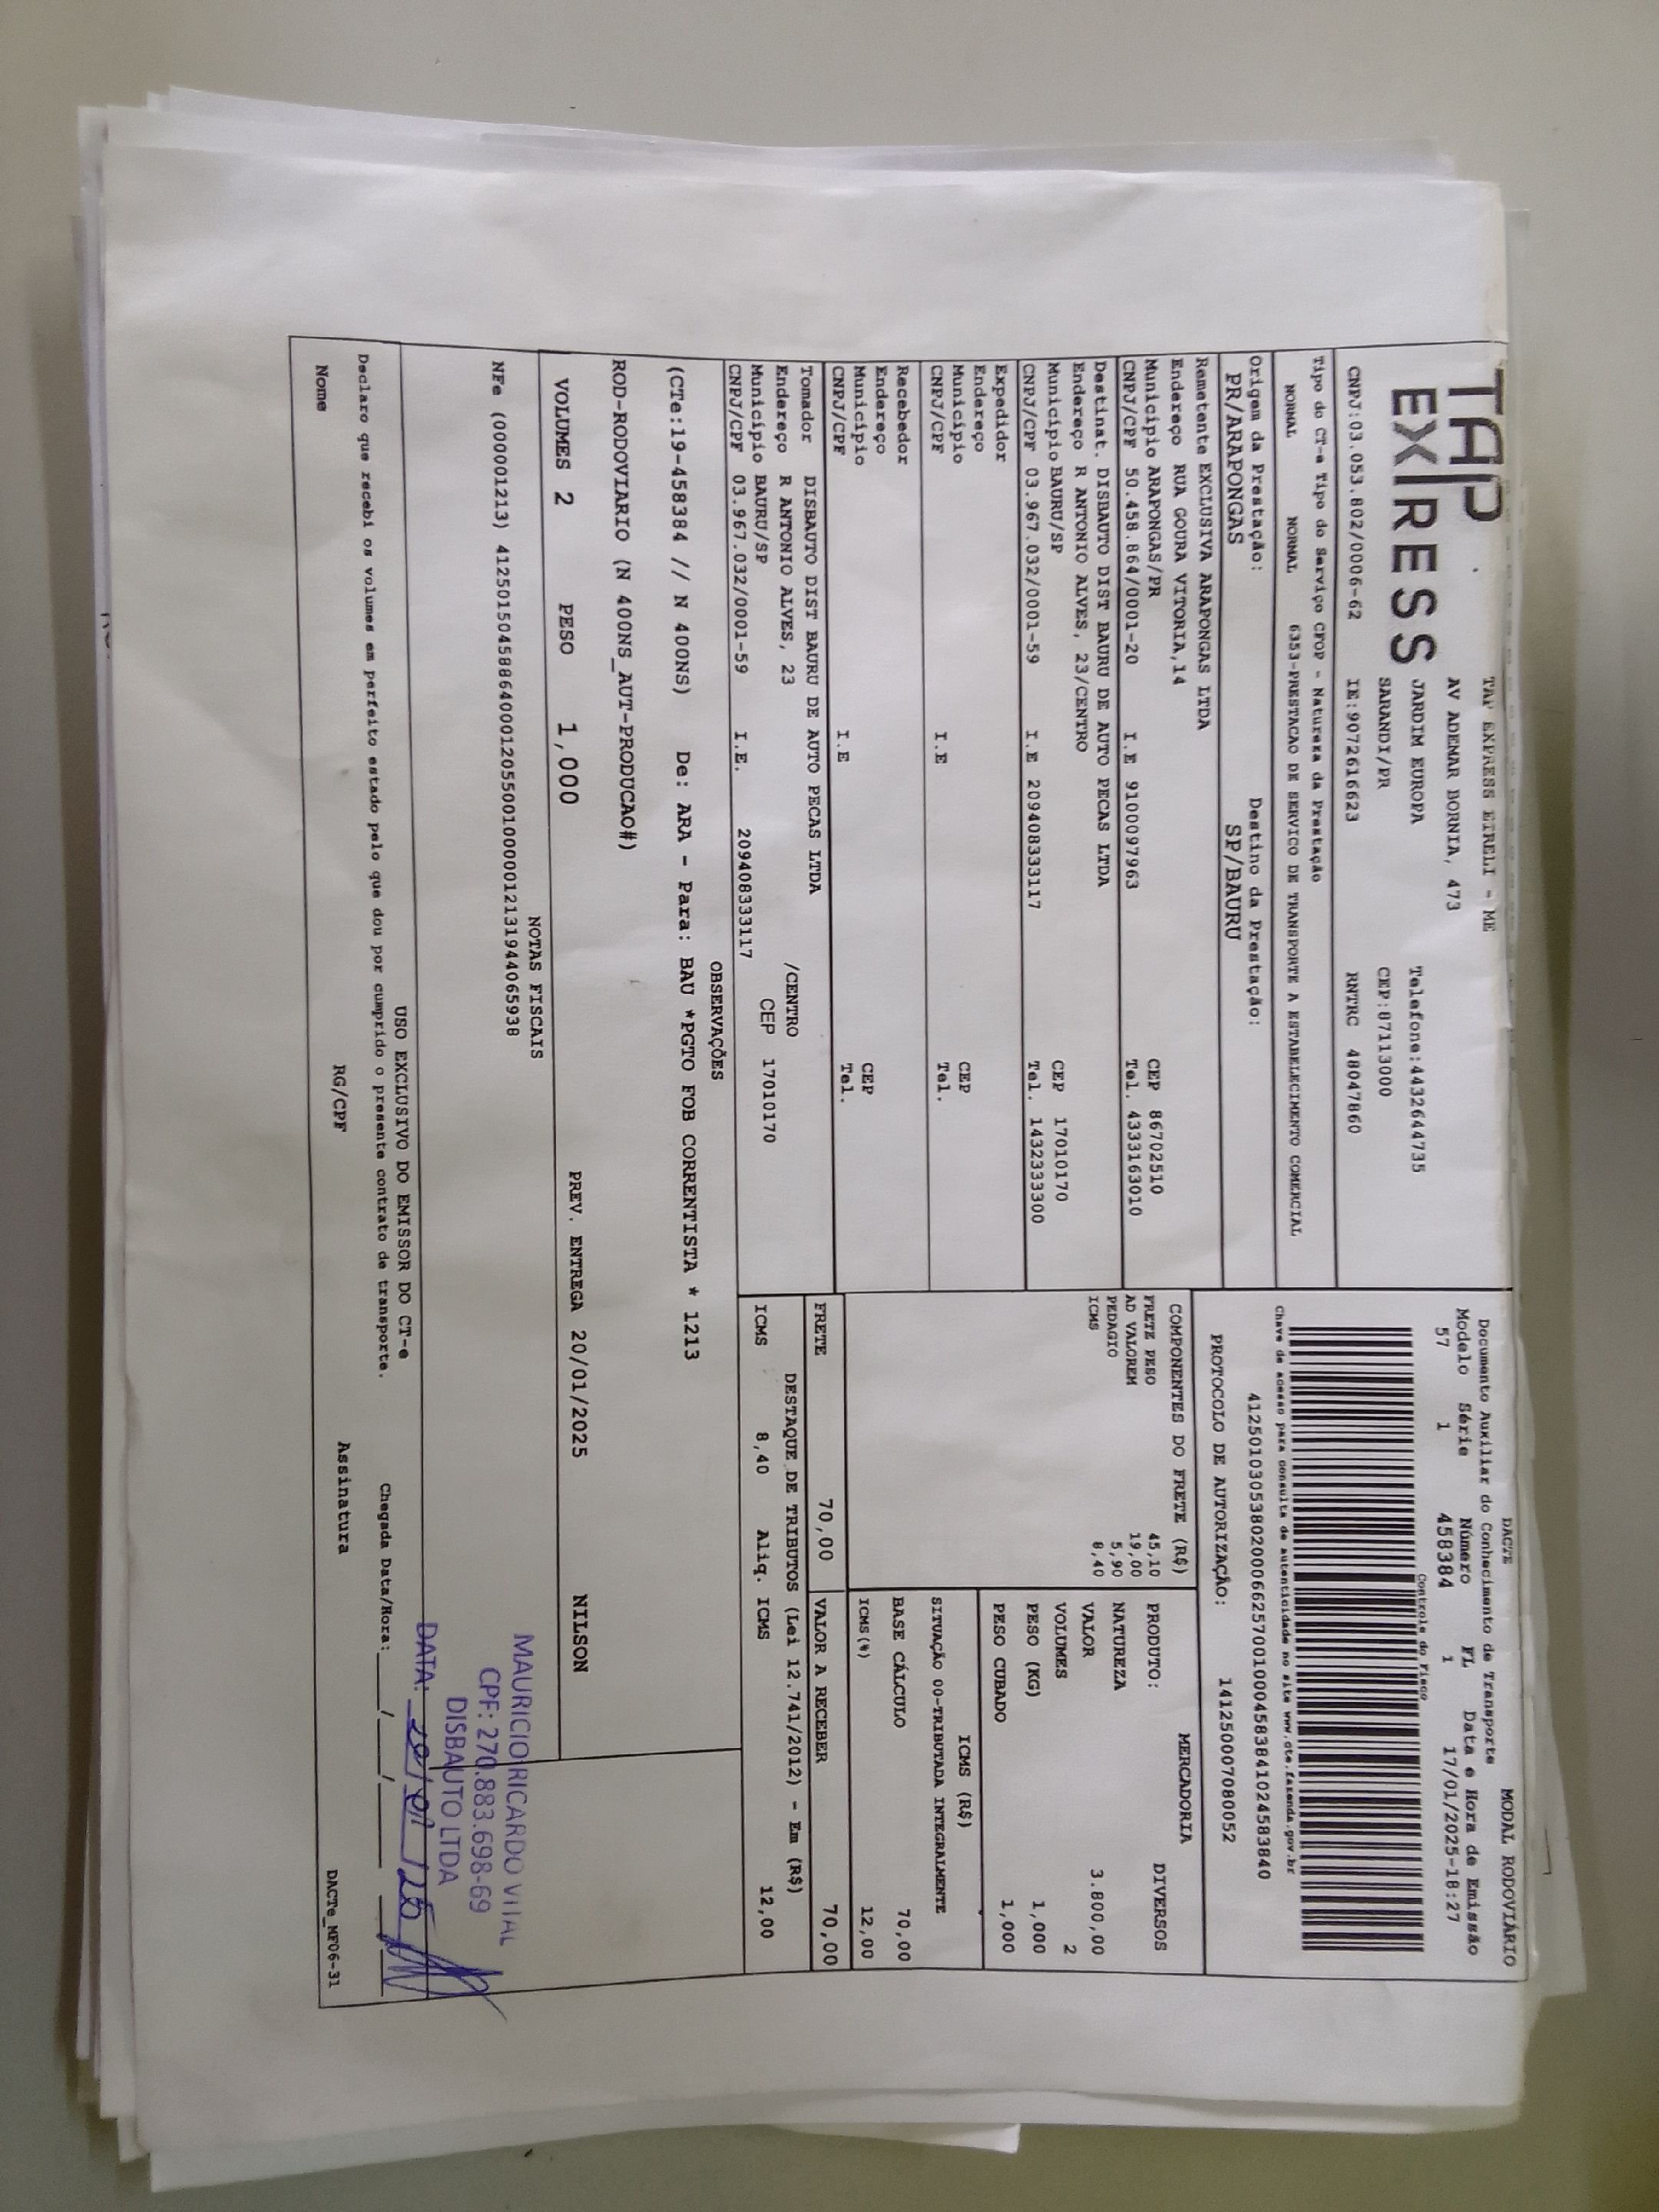 TAP EXPRESS
TAP EXPRESS EIRELI - ME
AV ADEMAR BORNIA, 473
JARDIM EUROPA Telefone:4432644735
SARANDI/PR CEP:87113000
CNPJ:03.053.802/0006-62 IE:9072616623 RNTRC 48047860
DACTE MODAL RODOVIÁRIO
Documento Auxiliar do Conhecimento de Transporte
Modelo Série Número FL Data e Hora de Emissão
57 1 458384 1 17/01/2025-18:27
Controle do Fisco
Chave de acesso para consulta de autenticidade no site www.cte.fazenda.gov.br
41250103053802000662570010004583841024583840
PROTOCOLO DE AUTORIZAÇÃO: 141250007080052
Tipo do CT-e Tipo do Serviço CFOP - Natureza da Prestação
NORMAL NORMAL 6353-PRESTACAO DE SERVICO DE TRANSPORTE A ESTABELECIMENTO COMERCIAL
Origem da Prestação: Destino da Prestação:
PR/ARAPONGAS SP/BAURU
Remetente EXCLUSIVA ARAPONGAS LTDA
Endereço RUA GOURA VITORIA,14
Município ARAPONGAS/PR CEP 86702510
CNPJ/CPF 50.458.864/0001-20 I.E 9100097963 Tel. 4333163010
Destinat. DISBAUTO DIST BAURU DE AUTO PECAS LTDA
Endereço R ANTONIO ALVES, 23/CENTRO
Município BAURU/SP CEP 17010170
CNPJ/CPF 03.967.032/0001-59 I.E 209408333117 Tel. 1432333300
Expedidor
Endereço
Município CEP
CNPJ/CPF I.E Tel.
Recebedor
Endereço
Município CEP
CNPJ/CPF I.E Tel.
Tomador DISBAUTO DIST BAURU DE AUTO PECAS LTDA
Endereço R ANTONIO ALVES, 23 /CENTRO
Município BAURU/SP CEP 17010170
CNPJ/CPF 03.967.032/0001-59 I.E. 209408333117
COMPONENTES DO FRETE (R$)
FRETE PESO 45,10
AD VALOREM 19,00
PEDAGIO 5,90
ICMS 8,40
MERCADORIA
PRODUTO: DIVERSOS
NATUREZA
VALOR 3.800,00
VOLUMES 2
PESO (KG) 1,000
PESO CUBADO 1,000
ICMS (R$)
SITUAÇÃO 00-TRIBUTADA INTEGRALMENTE
BASE CÁLCULO 70,00
ICMS(%) 12,00
FRETE 70,00 VALOR A RECEBER 70,00
DESTAQUE DE TRIBUTOS (Lei 12.741/2012) - Em (R$)
ICMS 8,40 Aliq. ICMS 12,00
OBSERVAÇÕES
(CTe:19-458384 // N 400NS) De: ARA - Para: BAU *PGTO FOB CORRENTISTA * 1213
ROD-RODOVIARIO (N 400NS_AUT-PRODUCAO#)
VOLUMES 2 PESO 1,000 PREV. ENTREGA 20/01/2025 NILSON
NOTAS FISCAIS
NFe (000001213) 41250150458864000120550010000012131944065938
MAURICIO RICARDO VITAL
CPF: 270.883.698-69
DISBAUTO LTDA
DATA: 20/01/25
USO EXCLUSIVO DO EMISSOR DO CT-e
Declaro que recebi os volumes em perfeito estado pelo que dou por cumprido o presente contrato de transporte. Chegada Data/Hora: ___/___/___
Nome RG/CPF Assinatura DACTe_MF06-31